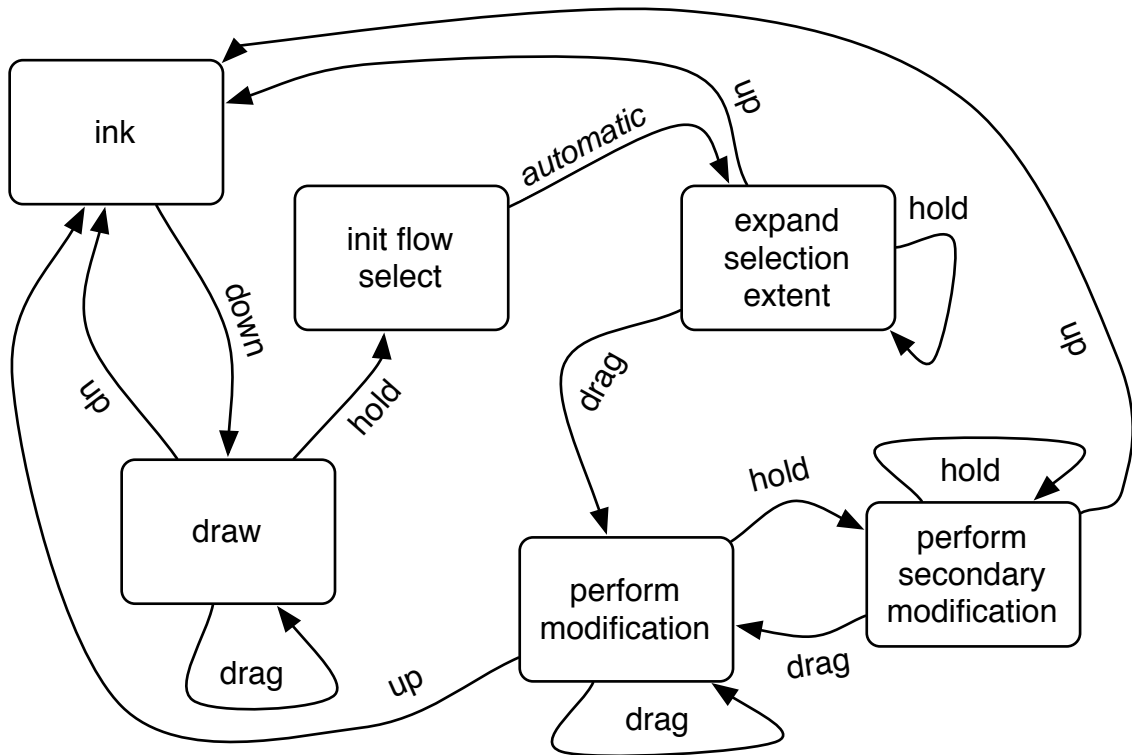 ink
up
automatic
init flow
select
expand
selection
extent
hold
down
up
hold
drag
up
draw
drag
hold
hold
perform
modification
perform
secondary
modification
drag
up
drag